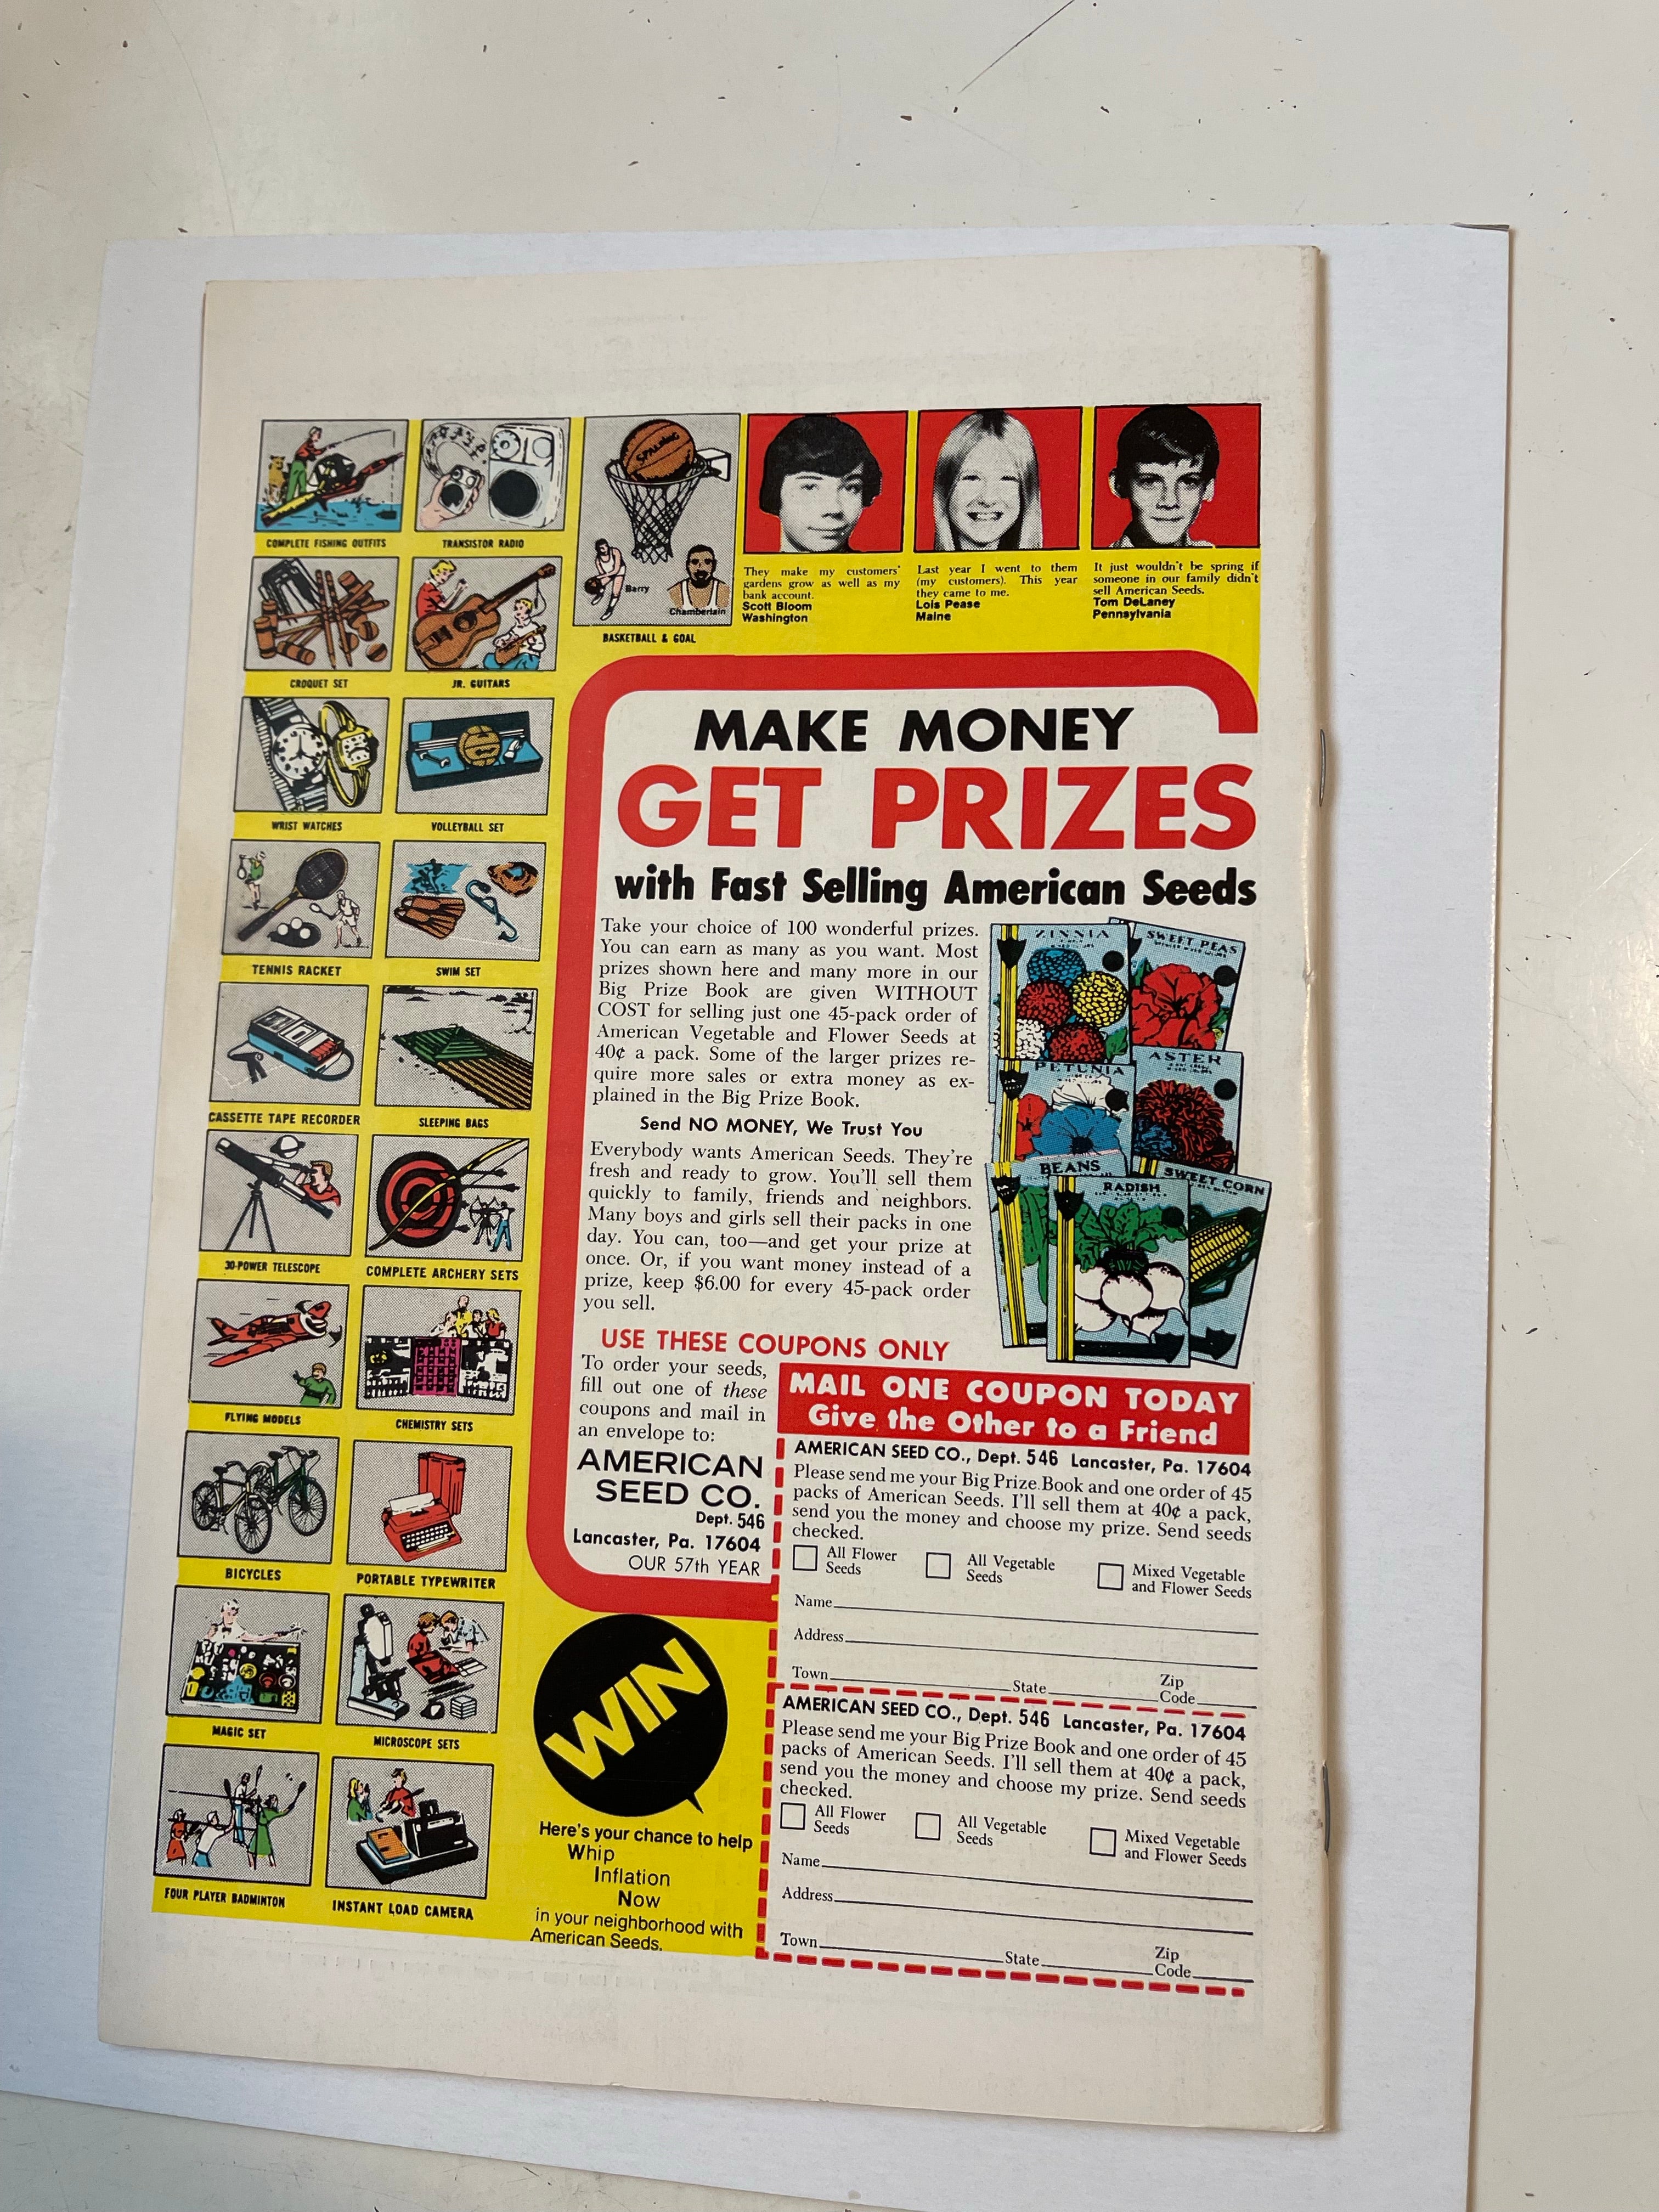 COMPLETE FISHING OUTFITS
TRANSISTOR RADIO
SPALDING
Barry
Chamberlain
BASKETBALL & GOAL
They make my customers'
gardens grow as well as my
bank account.
Scott Bloom
Washington
Last year I went to them
(my customers). This year
they came to me.
Lois Pease
Maine
It just wouldn't be spring if
someone in our family didn't
sell American Seeds.
Tom DeLaney
Pennsylvania
CROQUET SET
JR. GUITARS
WRIST WATCHES
VOLLEYBALL SET
TENNIS RACKET
SWIM SET
CASSETTE TAPE RECORDER
SLEEPING BAGS
30-POWER TELESCOPE
COMPLETE ARCHERY SETS
FLYING MODELS
CHEMISTRY SETS
BICYCLES
PORTABLE TYPEWRITER
MAGIC SET
MICROSCOPE SETS
FOUR PLAYER BADMINTON
INSTANT LOAD CAMERA
MAKE MONEY
GET PRIZES
with Fast Selling American Seeds
Take your choice of 100 wonderful prizes.
You can earn as many as you want. Most
prizes shown here and many more in our
Big Prize Book are given WITHOUT
COST for selling just one 45-pack order of
American Vegetable and Flower Seeds at
40¢ a pack. Some of the larger prizes re-
quire more sales or extra money as ex-
plained in the Big Prize Book.
Send NO MONEY, We Trust You
Everybody wants American Seeds. They're
fresh and ready to grow. You'll sell them
quickly to family, friends and neighbors.
Many boys and girls sell their packs in one
day. You can, too—and get your prize at
once. Or, if you want money instead of a
prize, keep $6.00 for every 45-pack order
you sell.
ZINNIA
SWEET PEAS
PETUNIA
ASTER
BEANS
RADISH
SWEET CORN
USE THESE COUPONS ONLY
To order your seeds,
fill out one of these
coupons and mail in
an envelope to:
AMERICAN
SEED CO.
Dept. 546
Lancaster, Pa. 17604
OUR 57th YEAR
MAIL ONE COUPON TODAY
Give the Other to a Friend
AMERICAN SEED CO., Dept. 546 Lancaster, Pa. 17604
Please send me your Big Prize Book and one order of 45
packs of American Seeds. I'll sell them at 40¢ a pack,
send you the money and choose my prize. Send seeds
checked.
All Flower
Seeds
All Vegetable
Seeds
Mixed Vegetable
and Flower Seeds
Name
Address
Town State Zip
Code
AMERICAN SEED CO., Dept. 546 Lancaster, Pa. 17604
Please send me your Big Prize Book and one order of 45
packs of American Seeds. I'll sell them at 40¢ a pack,
send you the money and choose my prize. Send seeds
checked.
All Flower
Seeds
All Vegetable
Seeds
Mixed Vegetable
and Flower Seeds
Name
Address
Town State Zip
Code
WIN
Here's your chance to help
Whip
Inflation
Now
in your neighborhood with
American Seeds.